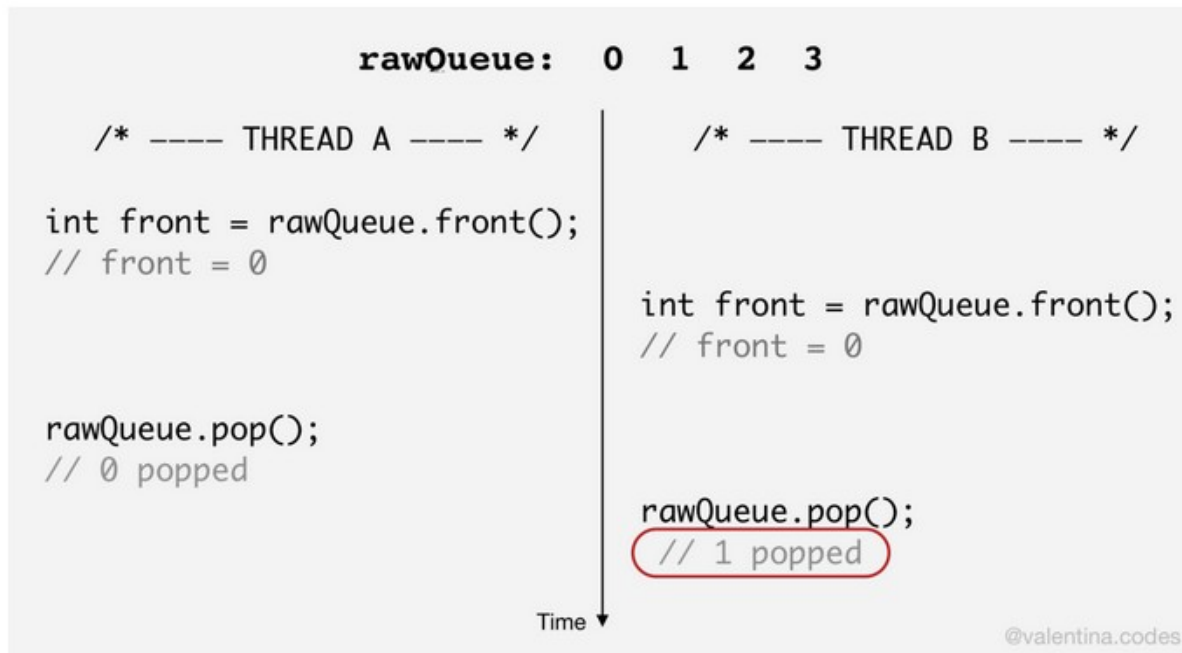 rawQueue: 0 1 2 3
/* ---- THREAD A ---- */
int front = rawQueue.front();
// front = 0
rawQueue.pop();
// 0 popped
/* ---- THREAD B ---- */
int front = rawQueue.front();
// front = 0
rawQueue.pop();
// 1 popped
Time
@valentina.codes